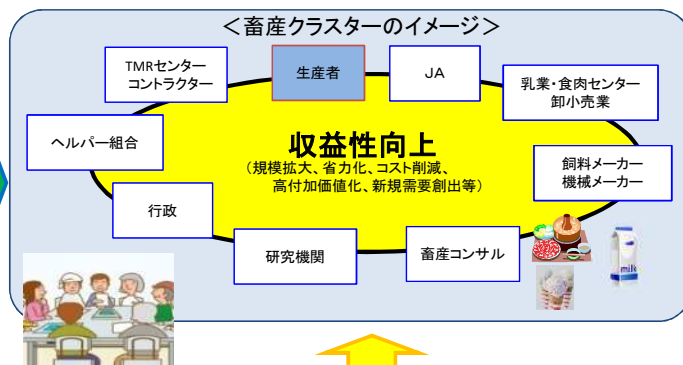 ＜畜産クラスターのイメージ＞
TMRセンター
コントラクター
生産者
ＪＡ
乳業・食肉センター
卸小売業
ヘルパー組合
収益性向上
（規模拡大、省力化、コスト削減、
高付加価値化、新規需要創出等）
飼料メーカー
機械メーカー
行政
研究機関
畜産コンサル
milk